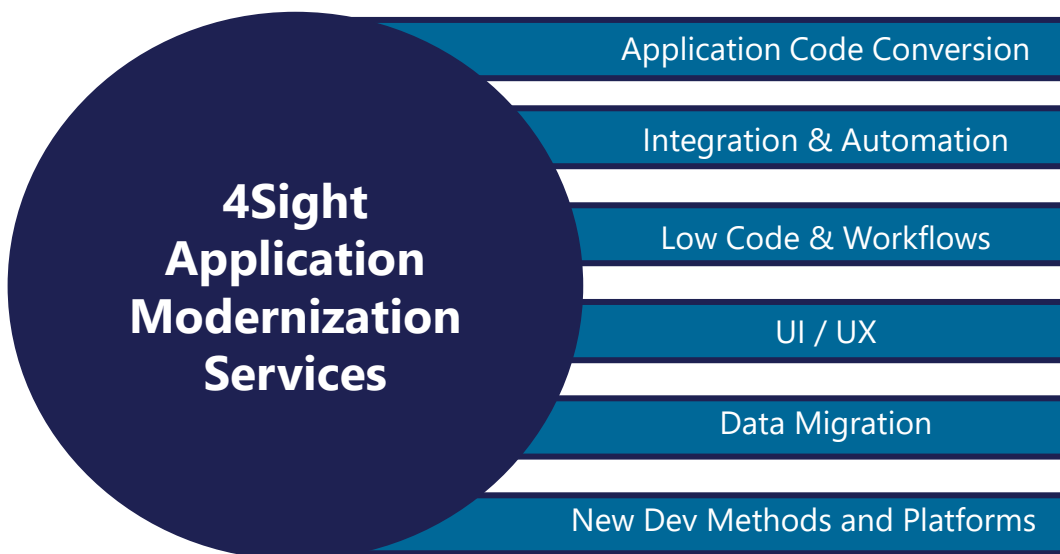 4Sight
Application
Modernization
Services
Application Code Conversion
Integration & Automation
Low Code & Workflows
UI / UX
Data Migration
New Dev Methods and Platforms